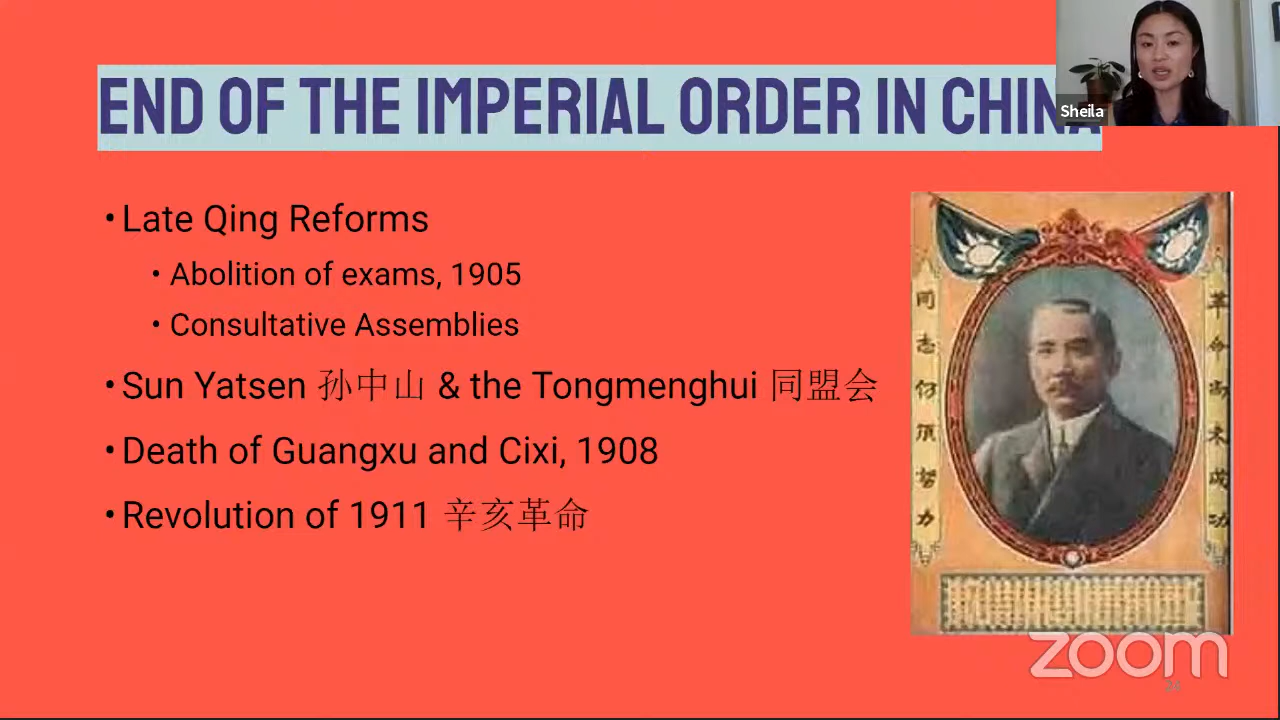 END OF THE IMPERIAL ORDER IN CHINA
Sheila
• Late Qing Reforms
• Abolition of exams, 1905
• Consultative Assemblies
• Sun Yatsen 孙中山 & the Tongmenghui 同盟会
• Death of Guangxu and Cixi, 1908
• Revolution of 1911 辛亥革命
革命尚未成功
同志仍須努力
zoom
26